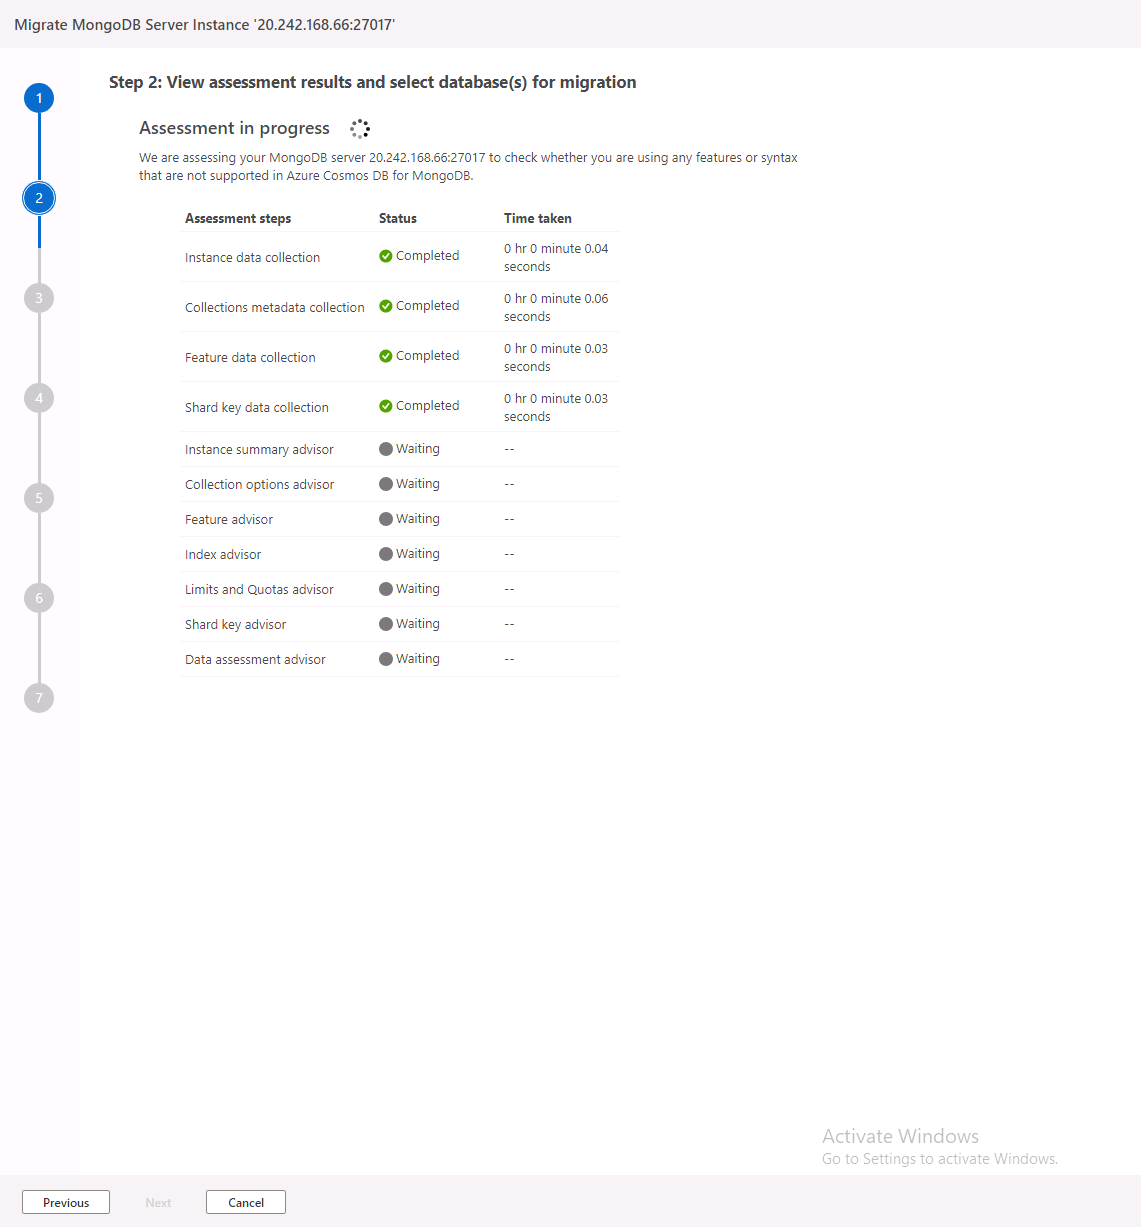 Migrate MongoDB Server Instance '20.242.168.66:27017'
Step 2: View assessment results and select database(s) for migration
1
Assessment in progress
We are assessing your MongoDB server 20.242.168.66:27017 to check whether you are using any features or syntax
that are not supported in Azure Cosmos DB for MongoDB.
2
Assessment steps Status Time taken
Instance data collection Completed 0 hr 0 minute 0.04
seconds
3
Collections metadata collection Completed 0 hr 0 minute 0.06
seconds
Feature data collection Completed 0 hr 0 minute 0.03
seconds
4
Shard key data collection Completed 0 hr 0 minute 0.03
seconds
Instance summary advisor Waiting --
Collection options advisor Waiting --
5
Feature advisor Waiting --
Index advisor Waiting --
Limits and Quotas advisor Waiting --
6
Shard key advisor Waiting --
Data assessment advisor Waiting --
7
Activate Windows
Go to Settings to activate Windows.
Previous Next Cancel